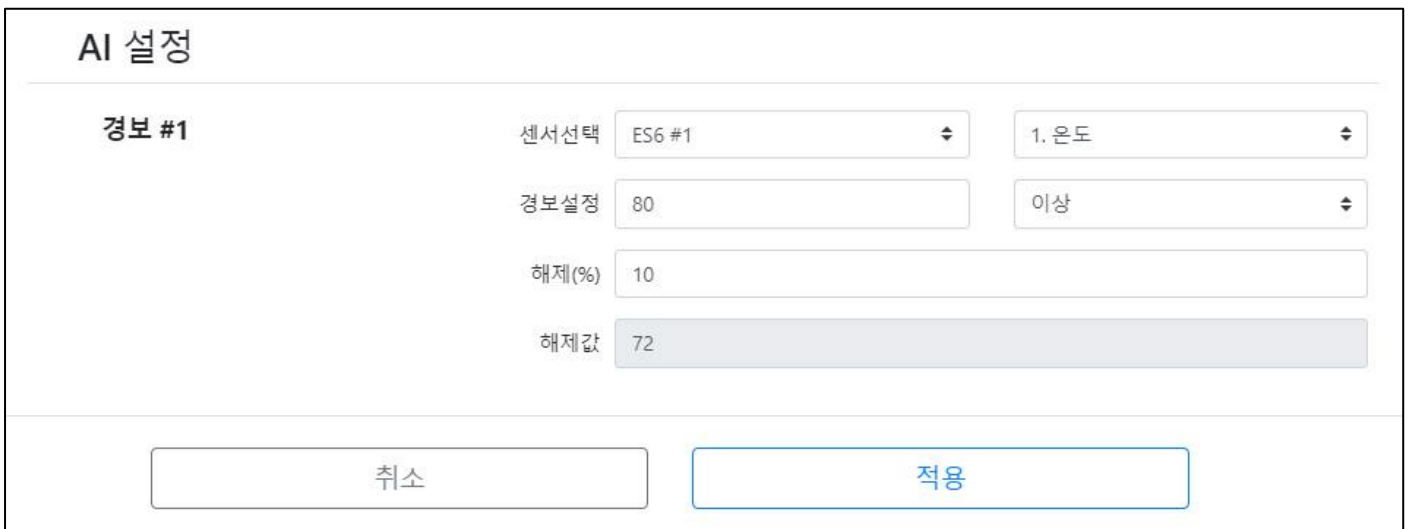 AI 설정
경보 #1 센서선택 ES6 #1 1. 온도
경보설정 80 이상
해제(%) 10
해제값 72
취소 적용